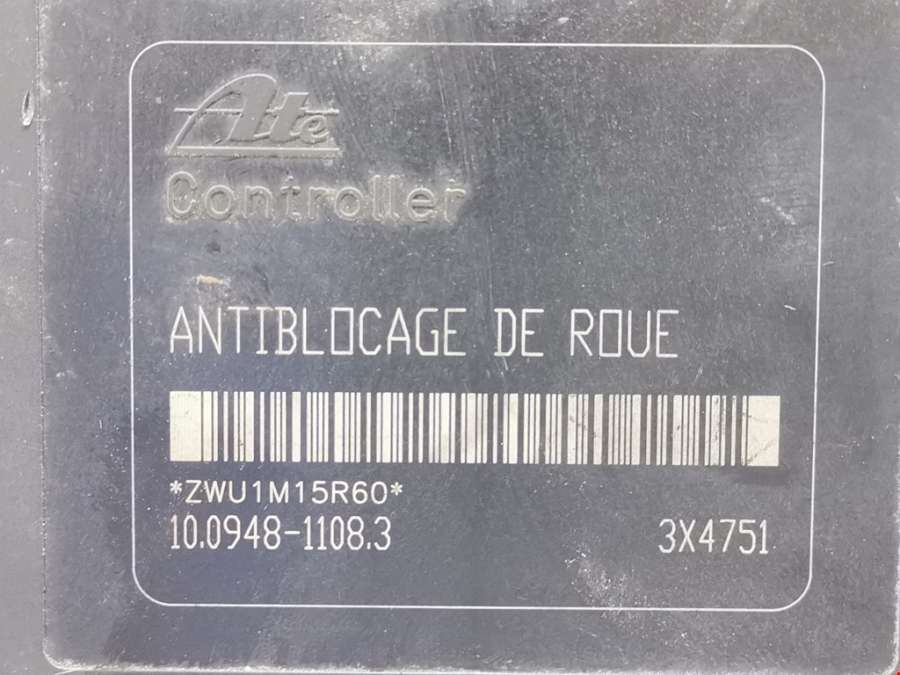 Ate
Controller
ANTIBLOCAGE DE ROUE
*ZWU1M15R60*
10.0948-1108.3 3X4751